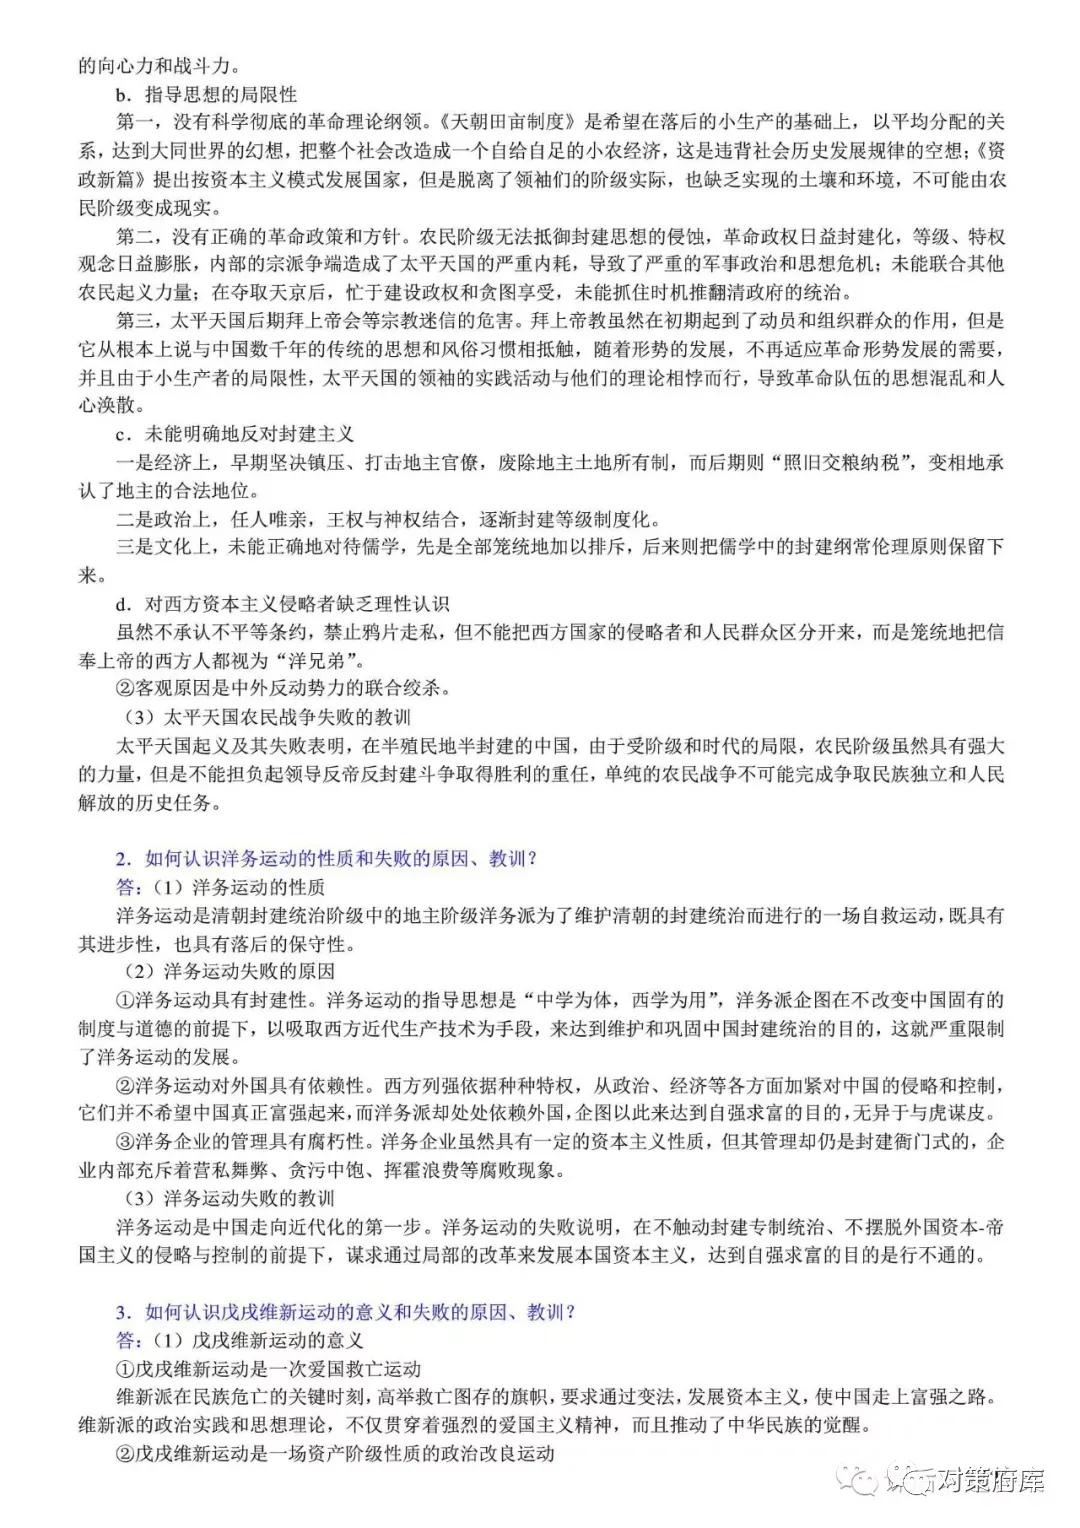 的向心力和战斗力。
b．指导思想的局限性
第一，没有科学彻底的革命理论纲领。《天朝田亩制度》是希望在落后的小生产的基础上，以平均分配的关
系，达到大同世界的幻想，把整个社会改造成一个自给自足的小农经济，这是违背社会历史发展规律的空想；《资
政新篇》提出按资本主义模式发展国家，但是脱离了领袖们的阶级实际，也缺乏实现的土壤和环境，不可能由农
民阶级变成现实。
第二，没有正确的革命政策和方针。农民阶级无法抵御封建思想的侵蚀，革命政权日益封建化，等级、特权
观念日益膨胀，内部的宗派争端造成了太平天国的严重内耗，导致了严重的军事政治和思想危机；未能联合其他
农民起义力量；在夺取天京后，忙于建设政权和贪图享受，未能抓住时机推翻清政府的统治。
第三，太平天国后期拜上帝会等宗教迷信的危害。拜上帝教虽然在初期起到了动员和组织群众的作用，但是
它从根本上说与中国数千年的传统的思想和风俗习惯相抵触，随着形势的发展，不再适应革命形势发展的需要，
并且由于小生产者的局限性，太平天国的领袖的实践活动与他们的理论相悖而行，导致革命队伍的思想混乱和人
心涣散。
c．未能明确地反对封建主义
一是经济上，早期坚决镇压、打击地主官僚，废除地主土地所有制，而后期则“照旧交粮纳税”，变相地承
认了地主的合法地位。
二是政治上，任人唯亲，王权与神权结合，逐渐封建等级制度化。
三是文化上，未能正确地对待儒学，先是全部笼统地加以排斥，后来则把儒学中的封建纲常伦理原则保留下
来。
d．对西方资本主义侵略者缺乏理性认识
虽然不承认不平等条约，禁止鸦片走私，但不能把西方国家的侵略者和人民群众区分开来，而是笼统地把信
奉上帝的西方人都视为“洋兄弟”。
②客观原因是中外反动势力的联合绞杀。
（3）太平天国农民战争失败的教训
太平天国起义及其失败表明，在半殖民地半封建的中国，由于受阶级和时代的局限，农民阶级虽然具有强大
的力量，但是不能担负起领导反帝反封建斗争取得胜利的重任，单纯的农民战争不可能完成争取民族独立和人民
解放的历史任务。
2．如何认识洋务运动的性质和失败的原因、教训？
答：（1）洋务运动的性质
洋务运动是清朝封建统治阶级中的地主阶级洋务派为了维护清朝的封建统治而进行的一场自救运动，既具有
其进步性，也具有落后的保守性。
（2）洋务运动失败的原因
①洋务运动具有封建性。洋务运动的指导思想是“中学为体，西学为用”，洋务派企图在不改变中国固有的
制度与道德的前提下，以吸取西方近代生产技术为手段，来达到维护和巩固中国封建统治的目的，这就严重限制
了洋务运动的发展。
②洋务运动对外国具有依赖性。西方列强依据种种特权，从政治、经济等各方面加紧对中国的侵略和控制，
它们并不希望中国真正富强起来，而洋务派却处处依赖外国，企图以此来达到自强求富的目的，无异于与虎谋皮。
③洋务企业的管理具有腐朽性。洋务企业虽然具有一定的资本主义性质，但其管理却仍是封建衙门式的，企
业内部充斥着营私舞弊、贪污中饱、挥霍浪费等腐败现象。
（3）洋务运动失败的教训
洋务运动是中国走向近代化的第一步。洋务运动的失败说明，在不触动封建专制统治、不摆脱外国资本-帝
国主义的侵略与控制的前提下，谋求通过局部的改革来发展本国资本主义，达到自强求富的目的是行不通的。
3．如何认识戊戌维新运动的意义和失败的原因、教训？
答：（1）戊戌维新运动的意义
①戊戌维新运动是一次爱国救亡运动
维新派在民族危亡的关键时刻，高举救亡图存的旗帜，要求通过变法，发展资本主义，使中国走上富强之路。
维新派的政治实践和思想理论，不仅贯穿着强烈的爱国主义精神，而且推动了中华民族的觉醒。
②戊戌维新运动是一场资产阶级性质的政治改良运动
对策府库